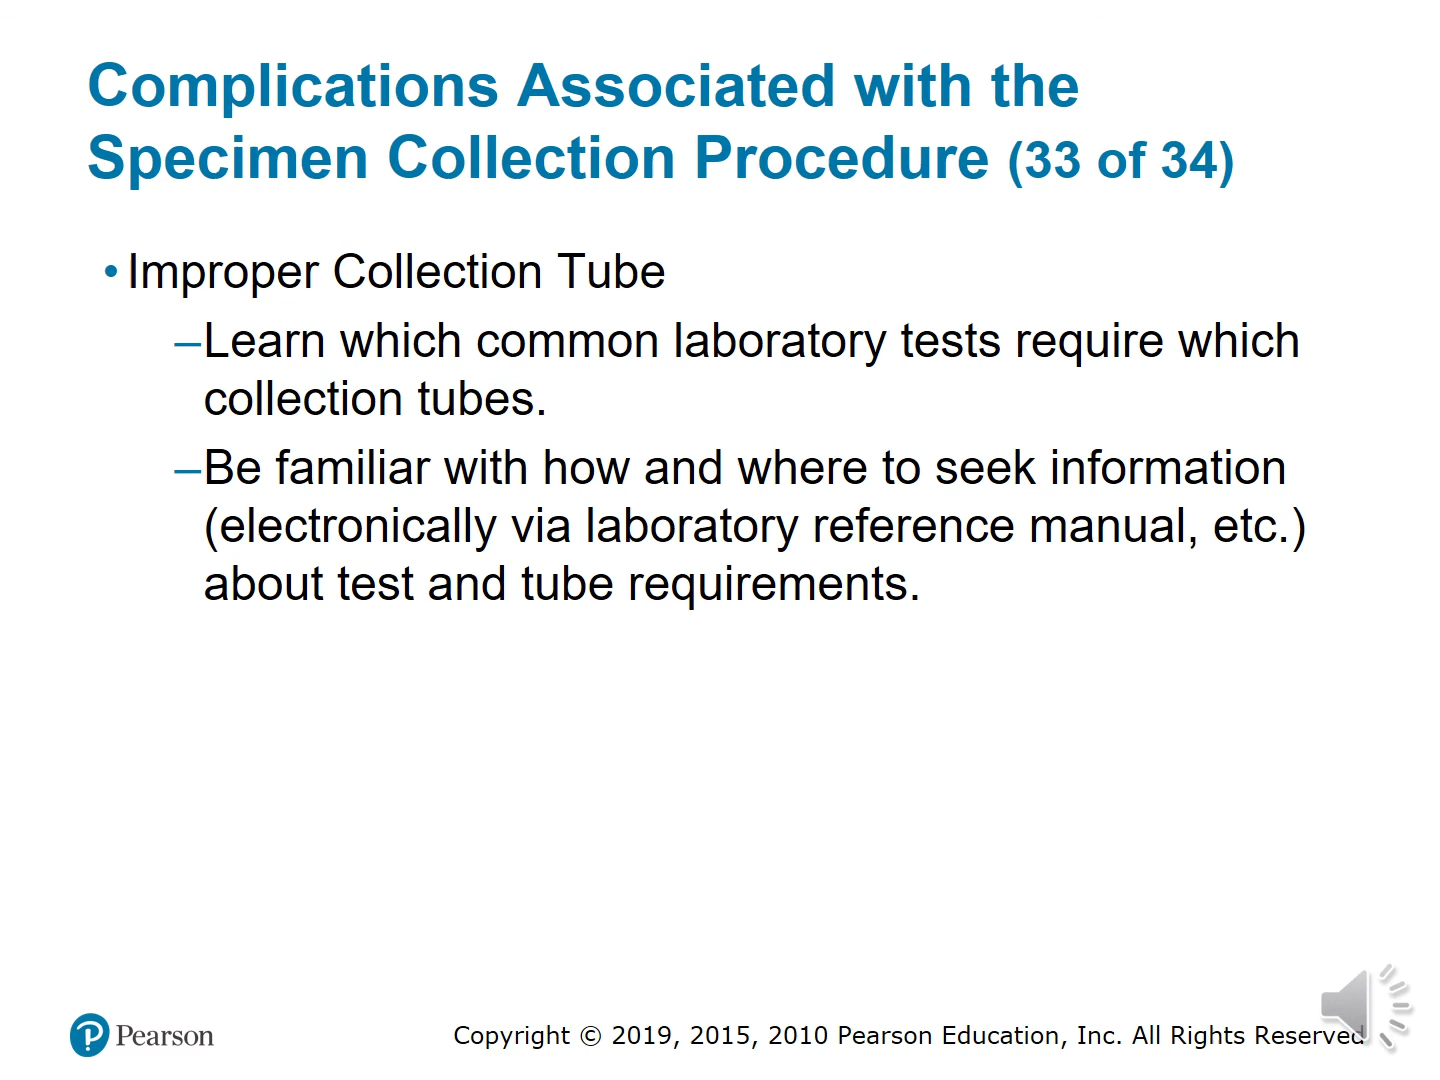 Complications Associated with the
Specimen Collection Procedure (33 of 34)
• Improper Collection Tube
–Learn which common laboratory tests require which
collection tubes.
–Be familiar with how and where to seek information
(electronically via laboratory reference manual, etc.)
about test and tube requirements.
Pearson
Copyright © 2019, 2015, 2010 Pearson Education, Inc. All Rights Reserved